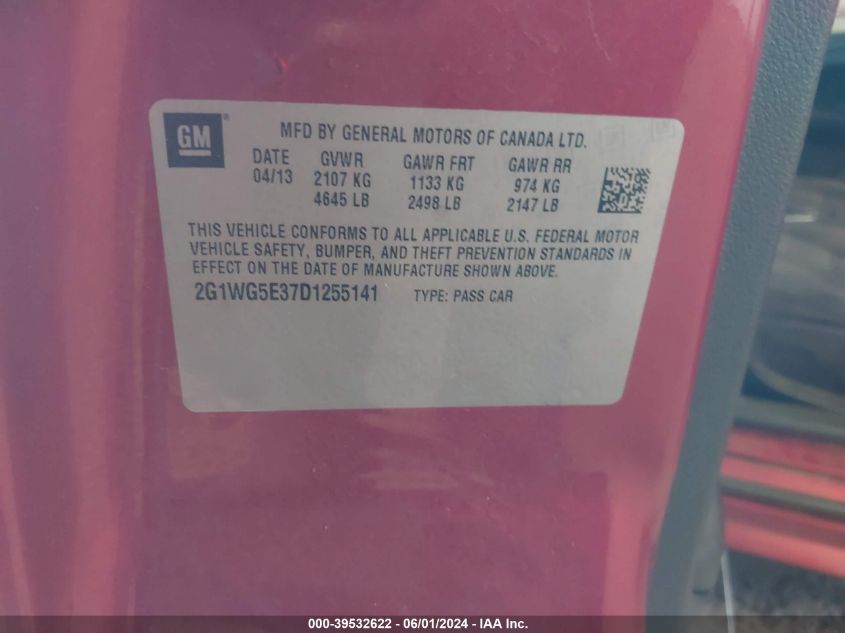 GM ®
MFD BY GENERAL MOTORS OF CANADA LTD.
DATE GVWR GAWR FRT GAWR RR
04/13 2107 KG 1133 KG 974 KG
4645 LB 2498 LB 2147 LB
THIS VEHICLE CONFORMS TO ALL APPLICABLE U.S. FEDERAL MOTOR
VEHICLE SAFETY, BUMPER, AND THEFT PREVENTION STANDARDS IN
EFFECT ON THE DATE OF MANUFACTURE SHOWN ABOVE.
2G1WG5E37D1255141 TYPE: PASS CAR
000-39532622 - 06/01/2024 - IAA Inc.